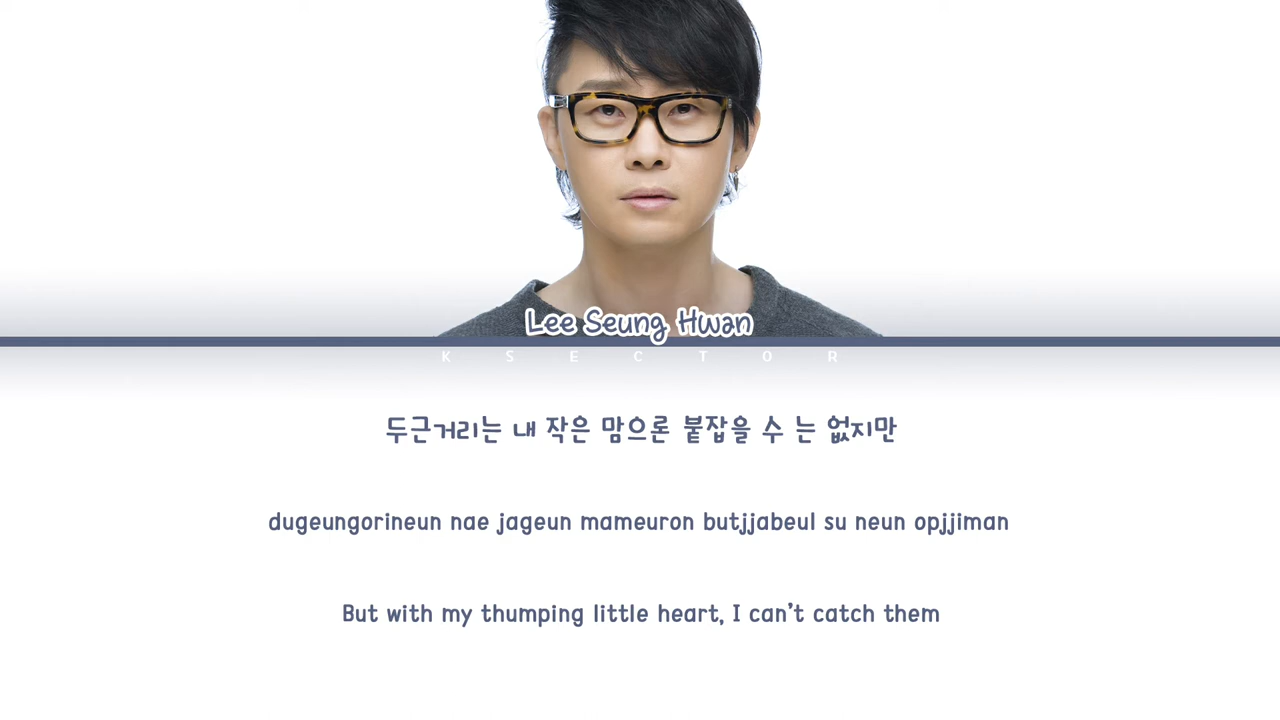 Lee Seung Hwan
K S E C T O R
두근거리는 내 작은 맘으론 붙잡을 수 는 없지만
dugeungorineun nae jageun mameuron butjjabeul su neun opjjiman
But with my thumping little heart, I can't catch them